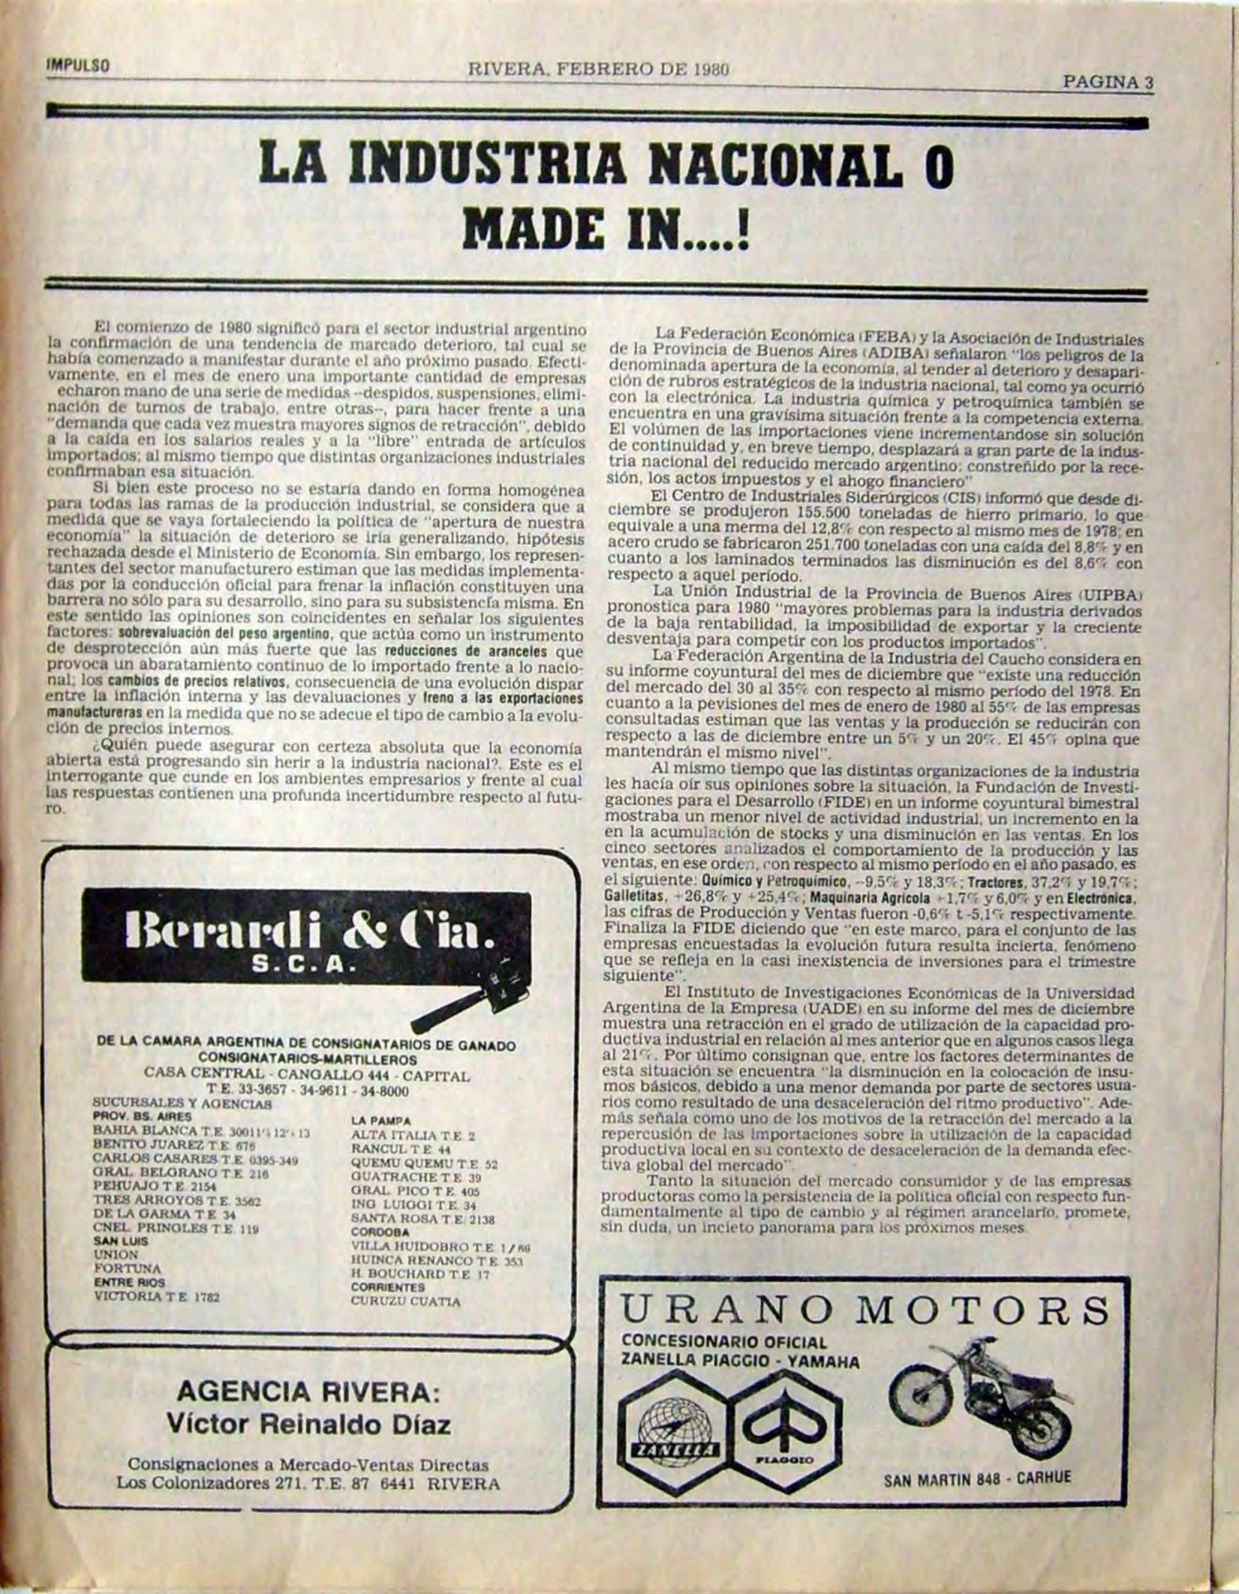 IMPULSO
RIVERA, FEBRERO DE 1980
PAGINA 3
LA INDUSTRIA NACIONAL O
MADE IN....!
El comienzo de 1980 significó para el sector industrial argentino
la confirmación de una tendencia de marcado deterioro, tal cual se
había comenzado a manifestar durante el año próximo pasado. Efecti-
vamente, en el mes de enero una importante cantidad de empresas
echaron mano de una serie de medidas --despidos, suspensiones, elimi-
nación de turnos de trabajo, entre otras--, para hacer frente a una
"demanda que cada vez muestra mayores signos de retracción", debido
a la caída en los salarios reales y a la "libre" entrada de artículos
importados; al mismo tiempo que distintas organizaciones industriales
confirmaban esa situación.
Si bien este proceso no se estaría dando en forma homogénea
para todas las ramas de la producción industrial, se considera que a
medida que se vaya fortaleciendo la política de "apertura de nuestra
economía" la situación de deterioro se iría generalizando, hipótesis
rechazada desde el Ministerio de Economía. Sin embargo, los represen-
tantes del sector manufacturero estiman que las medidas implementa-
das por la conducción oficial para frenar la inflación constituyen una
barrera no sólo para su desarrollo, sino para su subsistencía misma. En
este sentido las opiniones son coincidentes en señalar los siguientes
factores: sobrevaluación del peso argentino, que actúa como un instrumento
de desprotección aún más fuerte que las reducciones de aranceles que
provoca un abaratamiento continuo de lo importado frente a lo nacio-
nal; los cambios de precios relativos, consecuencia de una evolución dispar
entre la inflación interna y las devaluaciones y freno a las exportaciones
manufactureras en la medida que no se adecue el tipo de cambio a la evolu-
ción de precios internos.
¿Quién puede asegurar con certeza absoluta que la economía
abierta está progresando sin herir a la industria nacional?. Este es el
interrogante que cunde en los ambientes empresarios y frente al cual
las respuestas contienen una profunda incertidumbre respecto al futu-
ro.
La Federación Económica (FEBA) y la Asociación de Industriales
de la Provincia de Buenos Aires (ADIBA) señalaron "los peligros de la
denominada apertura de la economía, al tender al deterioro y desapari-
ción de rubros estratégicos de la industria nacional, tal como ya ocurrió
con la electrónica. La industria química y petroquímica también se
encuentra en una gravísima situación frente a la competencia externa.
El volúmen de las importaciones viene incrementandose sin solución
de continuidad y, en breve tiempo, desplazará a gran parte de la indus-
tria nacional del reducido mercado argentino; constreñido por la rece-
sión, los actos impuestos y el ahogo financiero"
El Centro de Industriales Siderúrgicos (CIS) informó que desde di-
ciembre se produjeron 155.500 toneladas de hierro primario, lo que
equivale a una merma del 12,8% con respecto al mismo mes de 1978; en
acero crudo se fabricaron 251.700 toneladas con una caída del 8,8% y en
cuanto a los laminados terminados las disminución es del 8,6% con
respecto a aquel período.
La Unión Industrial de la Provincia de Buenos Aires (UIPBA)
pronostica para 1980 "mayores problemas para la industria derivados
de la baja rentabilidad, la imposibilidad de exportar y la creciente
desventaja para competir con los productos importados".
La Federación Argentina de la Industria del Caucho considera en
su informe coyuntural del mes de diciembre que "existe una reducción
del mercado del 30 al 35% con respecto al mismo período del 1978. En
cuanto a la pevisiones del mes de enero de 1980 al 55% de las empresas
consultadas estiman que las ventas y la producción se reducirán con
respecto a las de diciembre entre un 5% y un 20%. El 45% opina que
mantendrán el mismo nivel".
Al mismo tiempo que las distintas organizaciones de la industria
les hacía oír sus opiniones sobre la situación, la Fundación de Investi-
gaciones para el Desarrollo (FIDE) en un informe coyuntural bimestral
mostraba un menor nivel de actividad industrial, un incremento en la
en la acumulación de stocks y una disminución en las ventas. En los
cinco sectores analizados el comportamiento de la producción y las
ventas, en ese orden, con respecto al mismo período en el año pasado, es
el siguiente: Químico y Petroquímico, --9,5% y 18,3%; Tractores, 37,2% y 19,7%;
Galletitas, +26,8% y +25,4%; Maquinaria Agrícola +1,7% y 6,0% y en Electrónica,
las cifras de Producción y Ventas fueron -0,6% t -5,1% respectivamente.
Finaliza la FIDE diciendo que "en este marco, para el conjunto de las
empresas encuestadas la evolución futura resulta incierta, fenómeno
que se refleja en la casi inexistencia de inversiones para el trimestre
siguiente".
El Instituto de Investigaciones Económicas de la Universidad
Argentina de la Empresa (UADE) en su informe del mes de diciembre
muestra una retracción en el grado de utilización de la capacidad pro-
ductiva industrial en relación al mes anterior que en algunos casos llega
al 21%. Por último consignan que, entre los factores determinantes de
esta situación se encuentra "la disminución en la colocación de insu-
mos básicos, debido a una menor demanda por parte de sectores usua-
rios como resultado de una desaceleración del ritmo productivo". Ade-
más señala como uno de los motivos de la retracción del mercado a la
repercusión de las importaciones sobre la utilización de la capacidad
productiva local en su contexto de desaceleración de la demanda efec-
tiva global del mercado".
Tanto la situación del mercado consumidor y de las empresas
productoras como la persistencia de la política oficial con respecto fun-
damentalmente al tipo de cambio y al régimen arancelario, promete,
sin duda, un incieto panorama para los próximos meses.
Berardi & Cia.
S.C.A.
DE LA CAMARA ARGENTINA DE CONSIGNATARIOS DE GANADO
CONSIGNATARIOS-MARTILLEROS
CASA CENTRAL - CANGALLO 444 - CAPITAL
T.E. 33-3657 - 34-9611 - 34-8000
SUCURSALES Y AGENCIAS
PROV. BS. AIRES
BAHIA BLANCA T.E. 30011
BENITO JUAREZ T.E. 676
CARLOS CASARES T.E. 0395-349
GRAL. BELGRANO T.E. 216
PEHUAJO T.E. 2154
TRES ARROYOS T.E. 3562
DE LA GARMA T.E. 34
CNEL. PRINGLES T.E. 119
SAN LUIS
UNION
FORTUNA
ENTRE RIOS
VICTORIA T.E. 1782
LA PAMPA
ALTA ITALIA T.E. 2
RANCUL T.E. 44
QUEMU QUEMU T.E. 52
GUATRACHE T.E. 39
GRAL. PICO T.E. 405
ING. LUIGGI T.E. 34
SANTA ROSA T.E. 2138
CORDOBA
VILLA HUIDOBRO T.E.
HUINCA RENANCO T.E. 353
H. BOUCHARD T.E. 17
CORRIENTES
CURUZU CUATIA
AGENCIA RIVERA:
Víctor Reinaldo Díaz
Consignaciones a Mercado-Ventas Directas
Los Colonizadores 271. T.E. 87 6441 RIVERA
URANO MOTORS
CONCESIONARIO OFICIAL
ZANELLA PIAGGIO - YAMAHA
ZANELLA
PIAGGIO
SAN MARTIN 848 - CARHUE